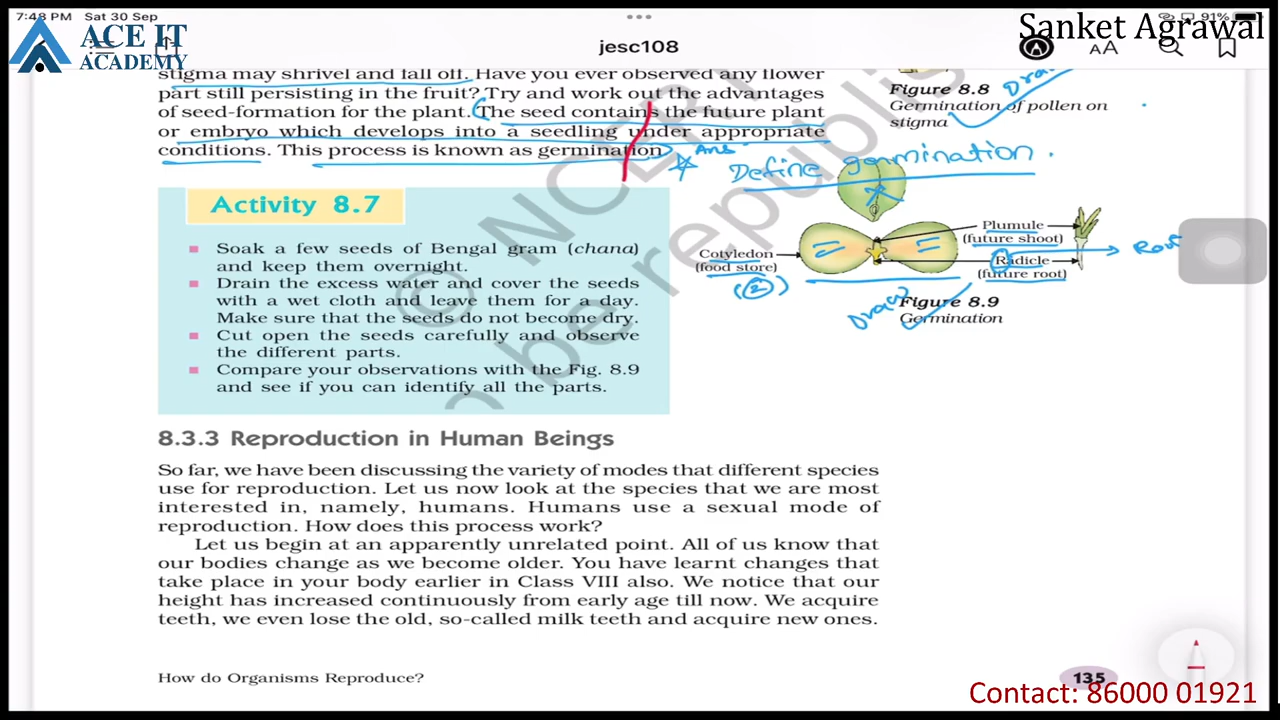 7:48 PM Sat 30 Sep
91%
Sanket Agrawal
ACE IT
ACADEMY
jesc108
AA
stigma may shrivel and fall off. Have you ever observed any flower
part still persisting in the fruit? Try and work out the advantages
of seed-formation for the plant. (The seed contains the future plant
or embryo which develops into a seedling under appropriate
conditions. This process is known as germination.
Ans
Define germination.
Draw
Figure 8.8
Germination of pollen on
stigma
Activity 8.7
Soak a few seeds of Bengal gram (chana)
and keep them overnight.
Drain the excess water and cover the seeds
with a wet cloth and leave them for a day.
Make sure that the seeds do not become dry.
Cut open the seeds carefully and observe
the different parts.
Compare your observations with the Fig. 8.9
and see if you can identify all the parts.
Plumule
(future shoot)
Cotyledon
(food store)
(2)
Radicle
(future root)
Root
Draw
Figure 8.9
Germination
© NCERT
be republis
8.3.3 Reproduction in Human Beings
So far, we have been discussing the variety of modes that different species
use for reproduction. Let us now look at the species that we are most
interested in, namely, humans. Humans use a sexual mode of
reproduction. How does this process work?
Let us begin at an apparently unrelated point. All of us know that
our bodies change as we become older. You have learnt changes that
take place in your body earlier in Class VIII also. We notice that our
height has increased continuously from early age till now. We acquire
teeth, we even lose the old, so-called milk teeth and acquire new ones.
How do Organisms Reproduce?
135
Contact: 86000 01921